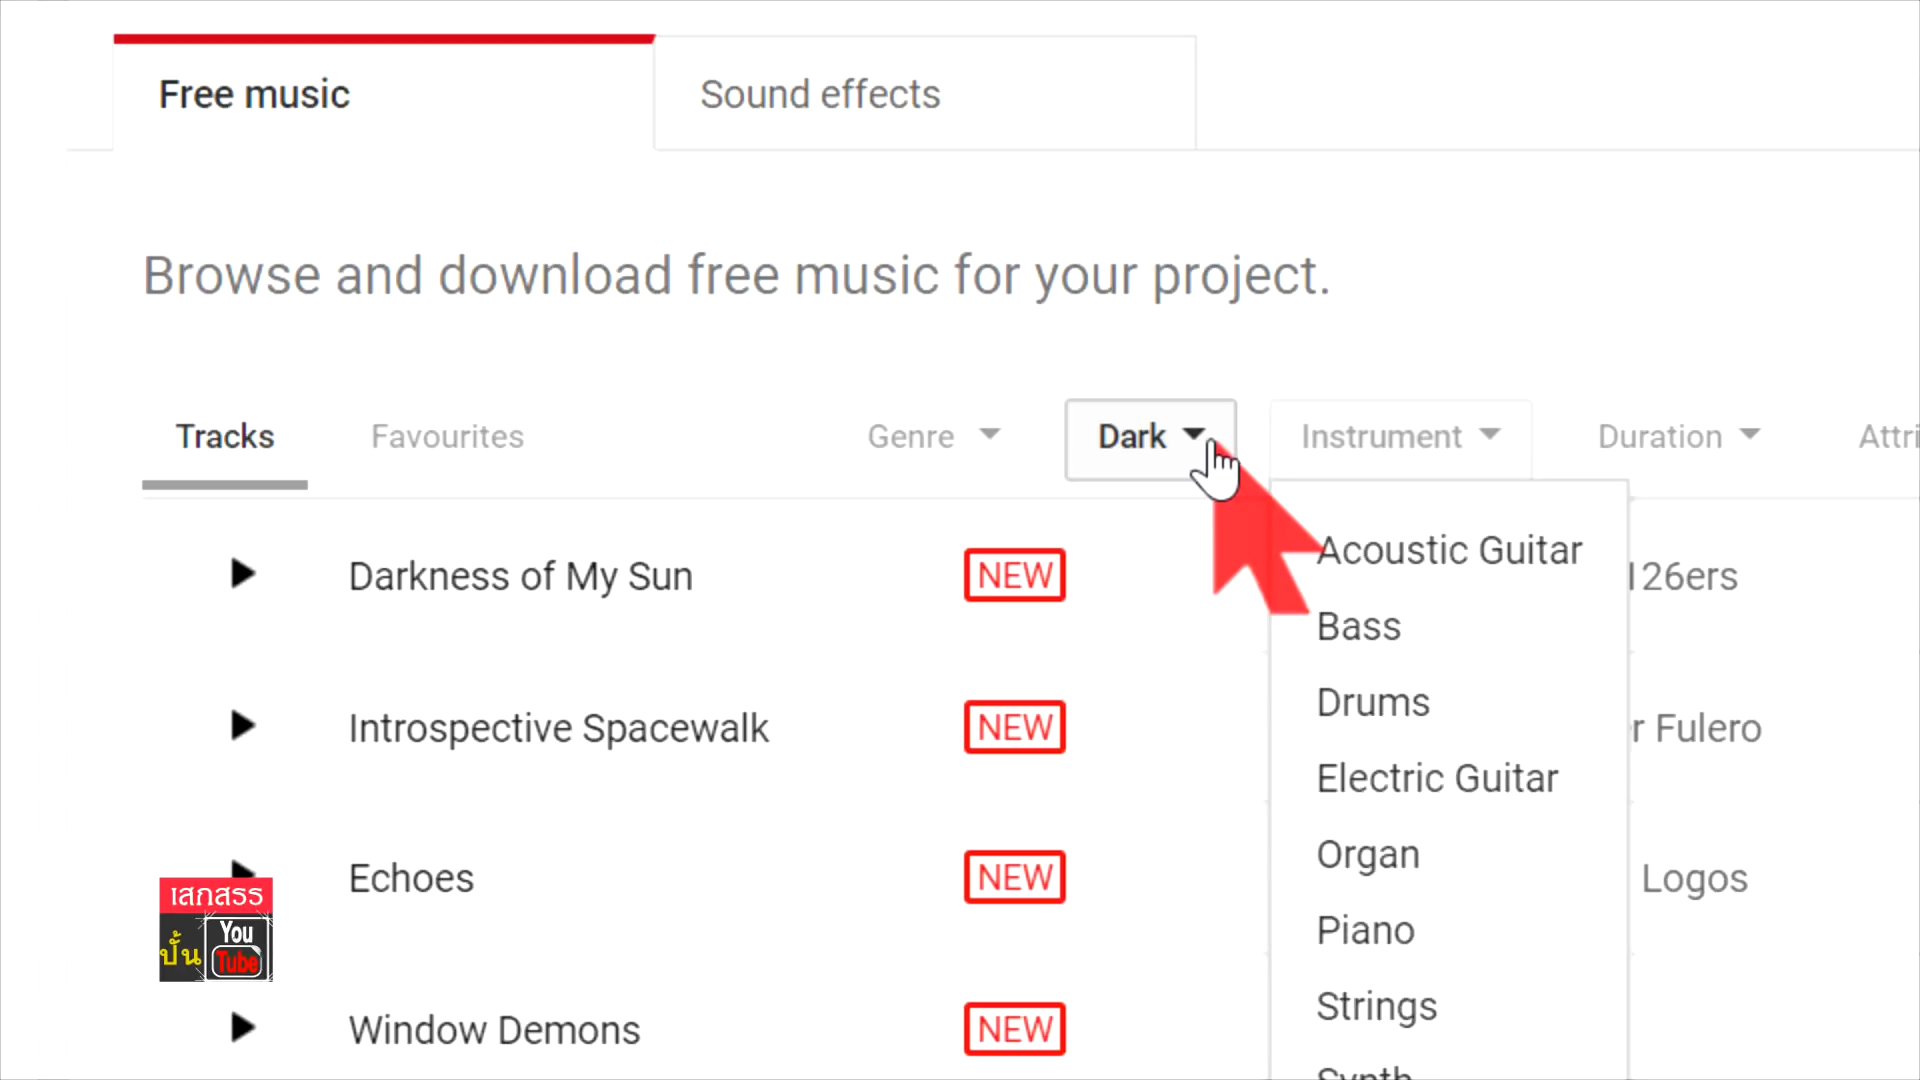 Free music
Sound effects
Browse and download free music for your project.
Tracks
Favourites
Genre
Dark
Instrument
Duration
Darkness of My Sun
NEW
126ers
Introspective Spacewalk
NEW
Fulero
Echoes
NEW
Logos
Window Demons
NEW
Acoustic Guitar
Bass
Drums
Electric Guitar
Organ
Piano
Strings
Synth
เสกสรร
ปั้น
You
Tube